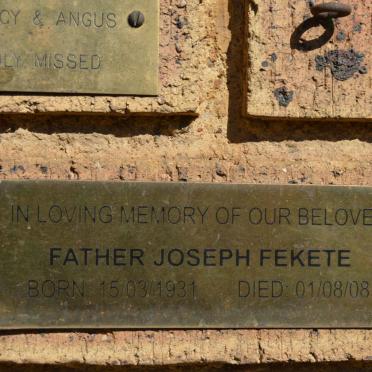 CY & ANGUS
LY MISSED
IN LOVING MEMORY OF OUR BELOVE
FATHER JOSEPH FEKETE
BORN: 15/03/1931 DIED: 01/08/08